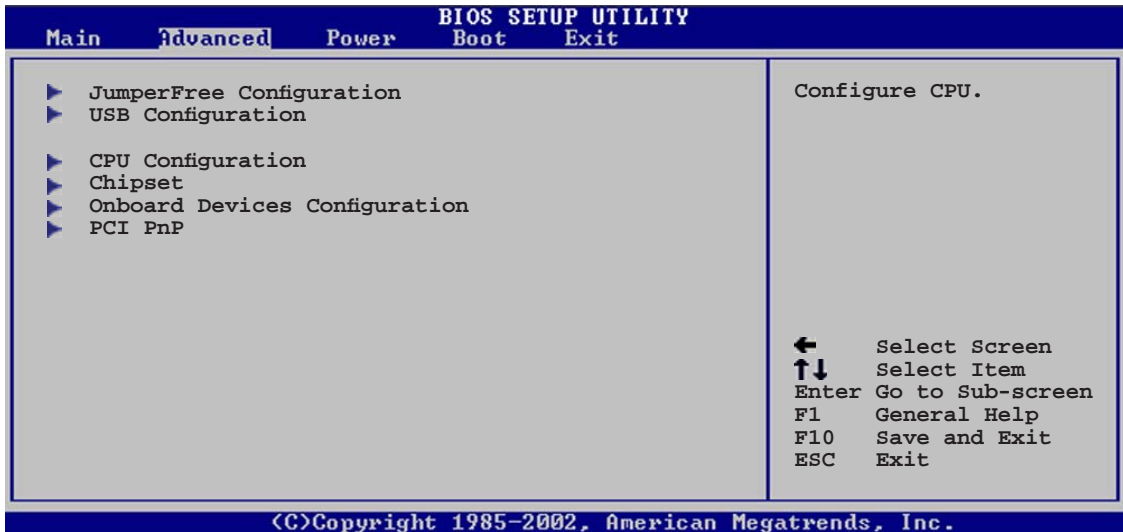 BIOS SETUP UTILITY
Main Advanced Power Boot Exit
JumperFree Configuration
USB Configuration
CPU Configuration
Chipset
Onboard Devices Configuration
PCI PnP
Configure CPU.
← Select Screen
↑↓ Select Item
Enter Go to Sub-screen
F1 General Help
F10 Save and Exit
ESC Exit
(C)Copyright 1985-2002, American Megatrends, Inc.